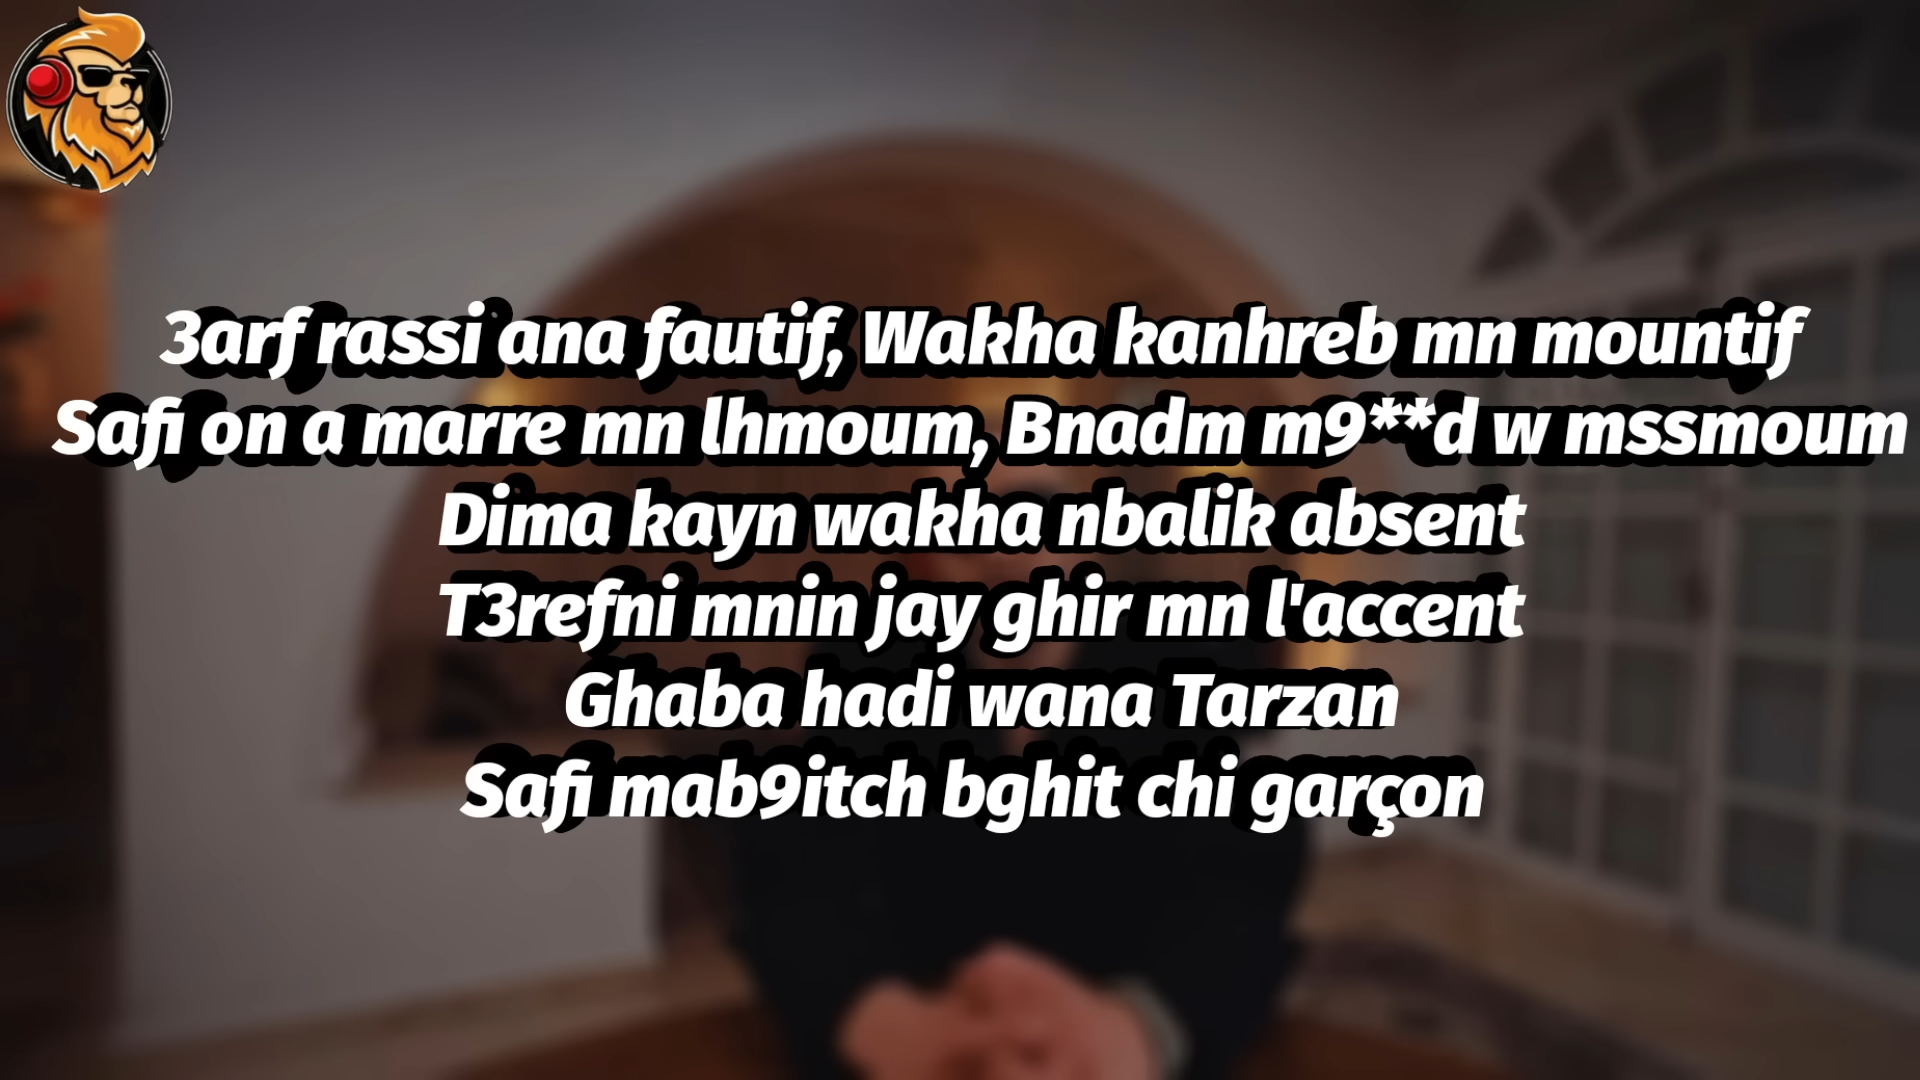 3arf rassi ana fautif, Wakha kanhreb mn mountif
Safi on a marre mn lhmoum, Bnadm m9**d w mssmoum
Dima kayn wakha nbalik absent
T3refni mnin jay ghir mn l'accent
Ghaba hadi wana Tarzan
Safi mab9itch bghit chi garçon